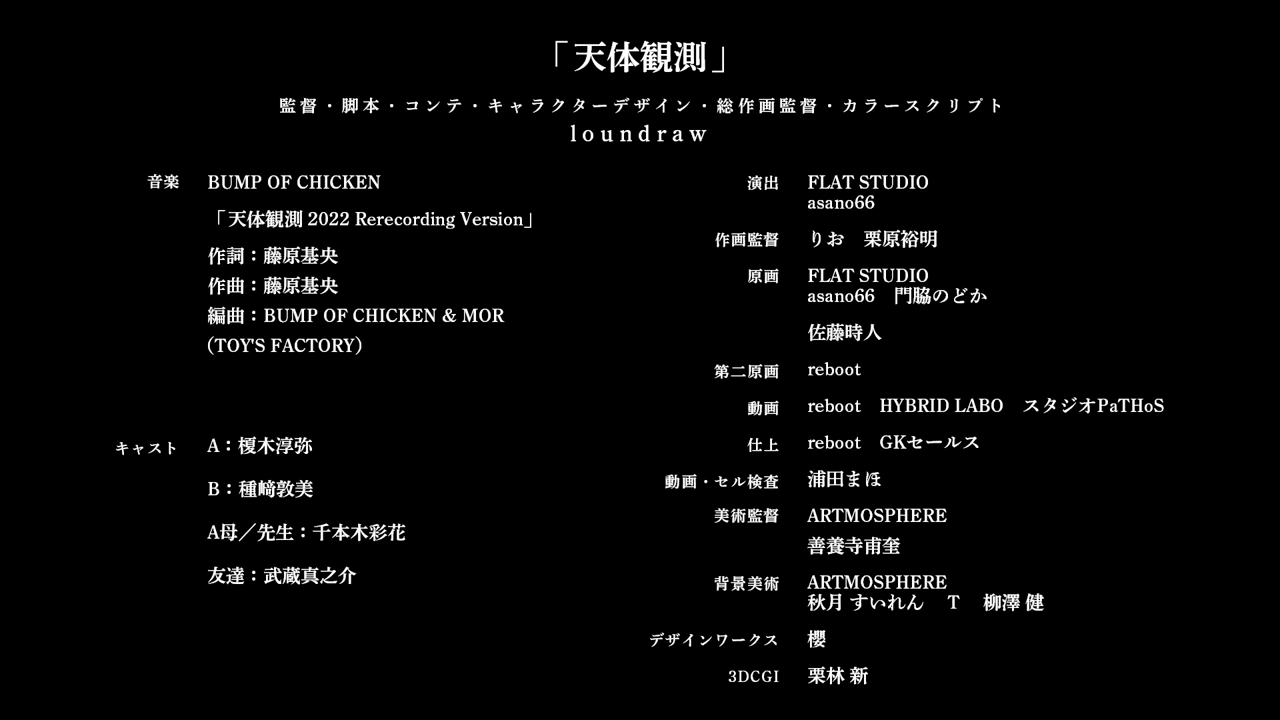 「天体観測」
監督・脚本・コンテ・キャラクターデザイン・総作画監督・カラースクリプト
loundraw
音楽 BUMP OF CHICKEN
「天体観測 2022 Rerecording Version」
作詞：藤原基央
作曲：藤原基央
編曲：BUMP OF CHICKEN & MOR
(TOY'S FACTORY)
キャスト A：榎木淳弥
B：種﨑敦美
A母／先生：千本木彩花
友達：武蔵真之介
演出 FLAT STUDIO
asano66
作画監督 りお　栗原裕明
原画 FLAT STUDIO
asano66　門脇のどか
佐藤時人
第二原画 reboot
動画 reboot　HYBRID LABO　スタジオPaTHoS
仕上 reboot　GKセールス
動画・セル検査 浦田まほ
美術監督 ARTMOSPHERE
善養寺甫奎
背景美術 ARTMOSPHERE
秋月 すいれん　T　柳澤 健
デザインワークス 櫻
3DCGI 栗林 新